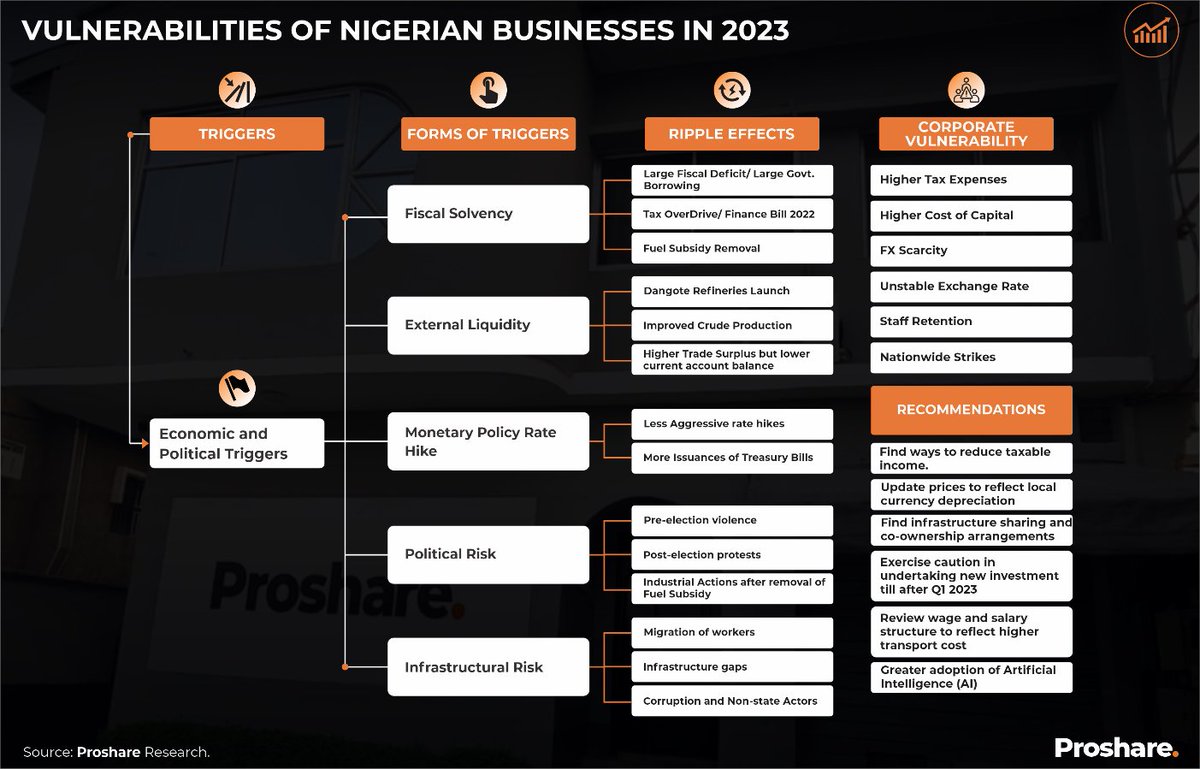 VULNERABILITIES OF NIGERIAN BUSINESSES IN 2023
TRIGGERS
Economic and
Political Triggers
FORMS OF TRIGGERS
Fiscal Solvency
External Liquidity
Monetary Policy Rate
Hike
Political Risk
Infrastructural Risk
RIPPLE EFFECTS
Large Fiscal Deficit/ Large Govt.
Borrowing
Tax OverDrive/ Finance Bill 2022
Fuel Subsidy Removal
Dangote Refineries Launch
Improved Crude Production
Higher Trade Surplus but lower
current account balance
Less Aggressive rate hikes
More Issuances of Treasury Bills
Pre-election violence
Post-election protests
Industrial Actions after removal of
Fuel Subsidy
Migration of workers
Infrastructure gaps
Corruption and Non-state Actors
CORPORATE
VULNERABILITY
Higher Tax Expenses
Higher Cost of Capital
FX Scarcity
Unstable Exchange Rate
Staff Retention
Nationwide Strikes
RECOMMENDATIONS
Find ways to reduce taxable
income.
Update prices to reflect local
currency depreciation
Find infrastructure sharing and
co-ownership arrangements
Exercise caution in
undertaking new investment
till after Q1 2023
Review wage and salary
structure to reflect higher
transport cost
Greater adoption of Artificial
Intelligence (AI)
Proshare.
Source: Proshare Research.
Proshare.